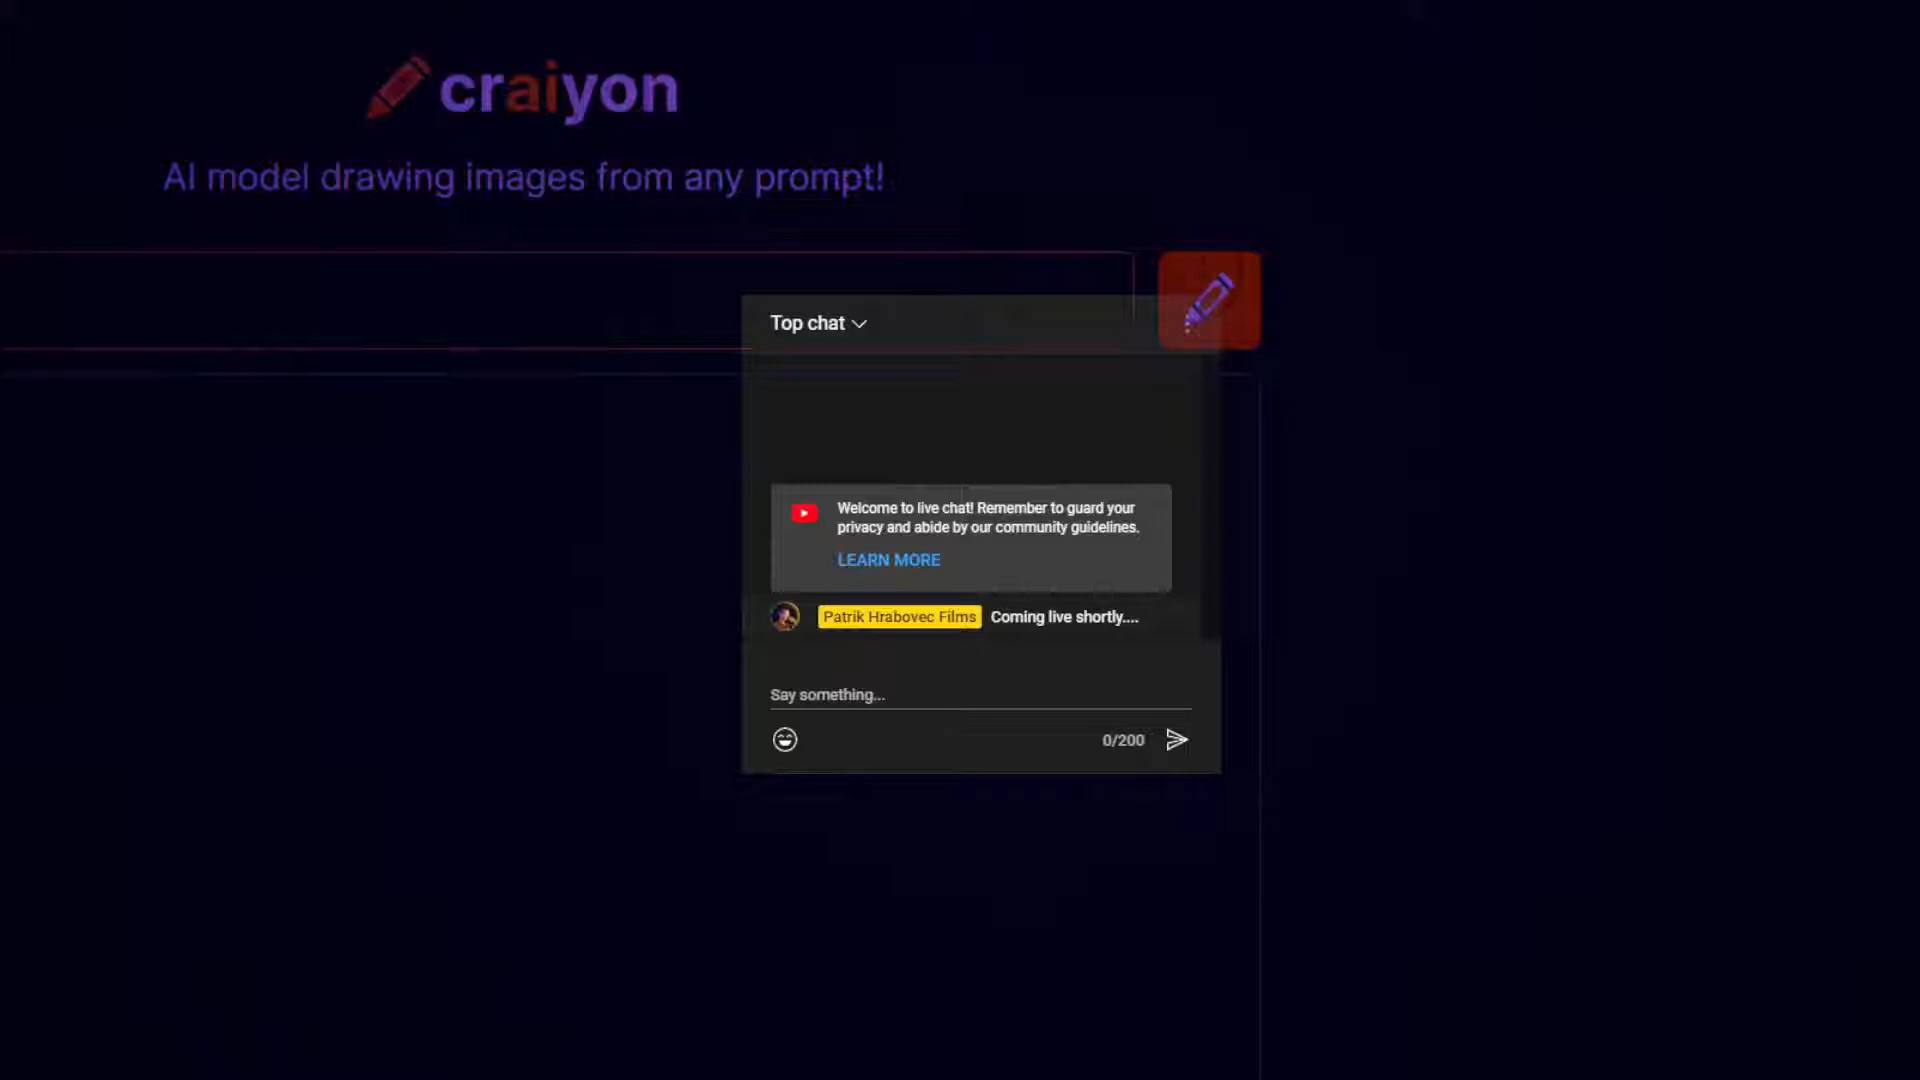 craiyon
AI model drawing images from any prompt!
Top chat
Welcome to live chat! Remember to guard your
privacy and abide by our community guidelines.
LEARN MORE
Patrik Hrabovec Films Coming live shortly....
Say something...
0/200